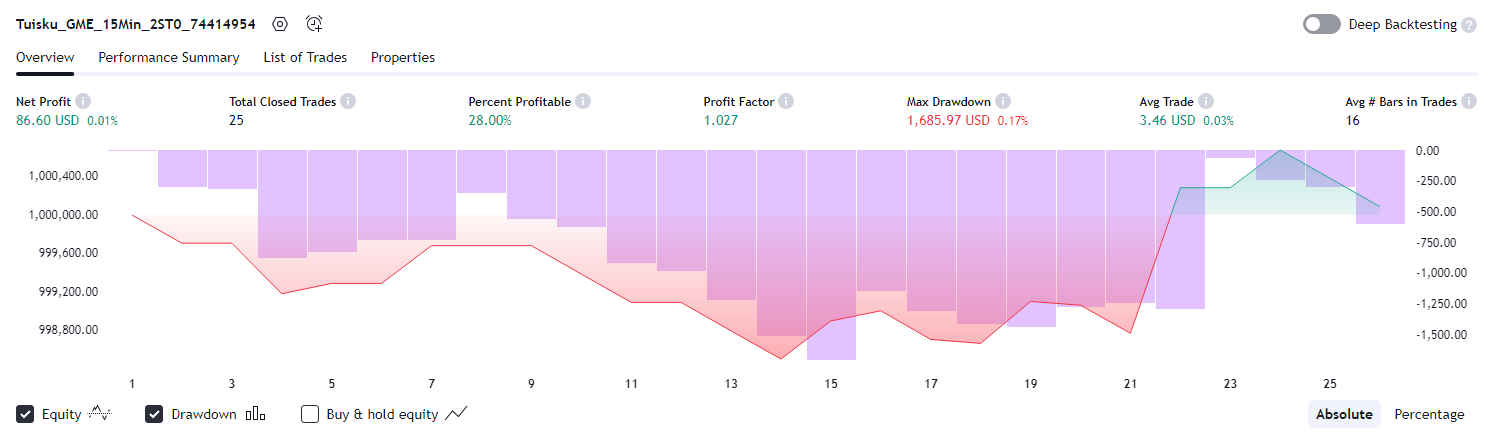 Tuisku_GME_15Min_2ST0_74414954 Deep Backtesting ?
Overview Performance Summary List of Trades Properties
Net Profit Total Closed Trades Percent Profitable Profit Factor Max Drawdown Avg Trade Avg # Bars in Trades
86.60 USD 0.01% 25 28.00% 1.027 1,685.97 USD 0.17% 3.46 USD 0.03% 16
0.00
1,000,400.00 -250.00
1,000,000.00 -500.00
-750.00
999,600.00
-1,000.00
999,200.00 -1,250.00
998,800.00 -1,500.00
1 3 5 7 9 11 13 15 17 19 21 23 25
Equity Drawdown Buy & hold equity Absolute Percentage